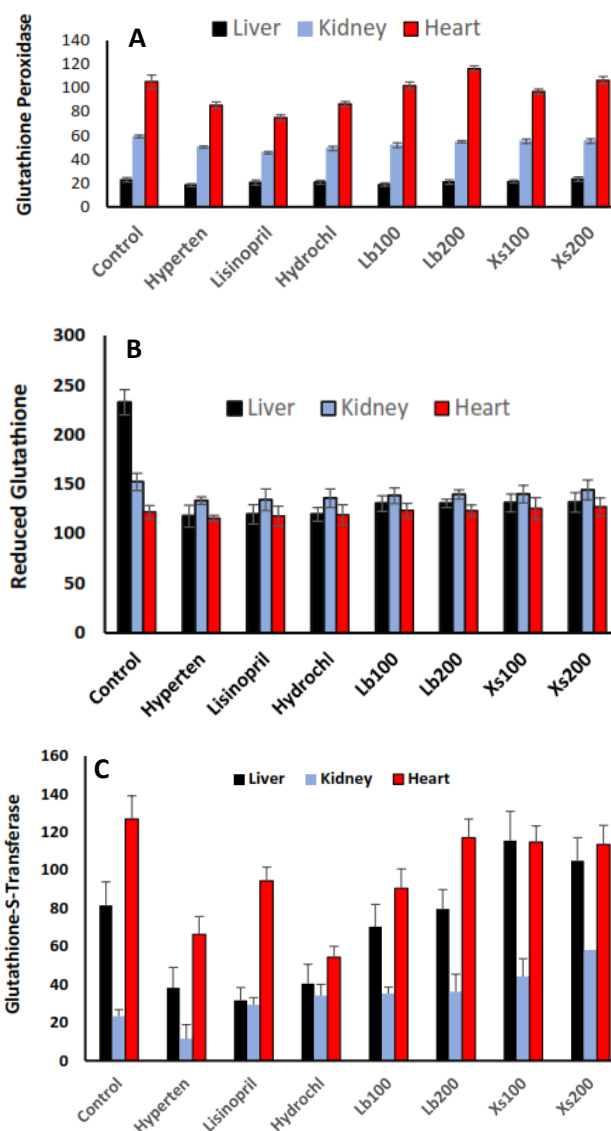 A
Liver Kidney Heart
Glutathione Peroxidase
140
120
100
80
60
40
20
0
Control Hyperten Lisinopril Hydrochl Lb100 Lb200 Xs100 Xs200
B
Liver Kidney Heart
Reduced Glutathione
300
250
200
150
100
50
0
Control Hyperten Lisinopril Hydrochl Lb100 Lb200 Xs100 Xs200
C
Liver Kidney Heart
Glutathione-S-Transferase
160
140
120
100
80
60
40
20
0
Control Hyperten Lisinopril Hydrochl Lb100 Lb200 Xs100 Xs200